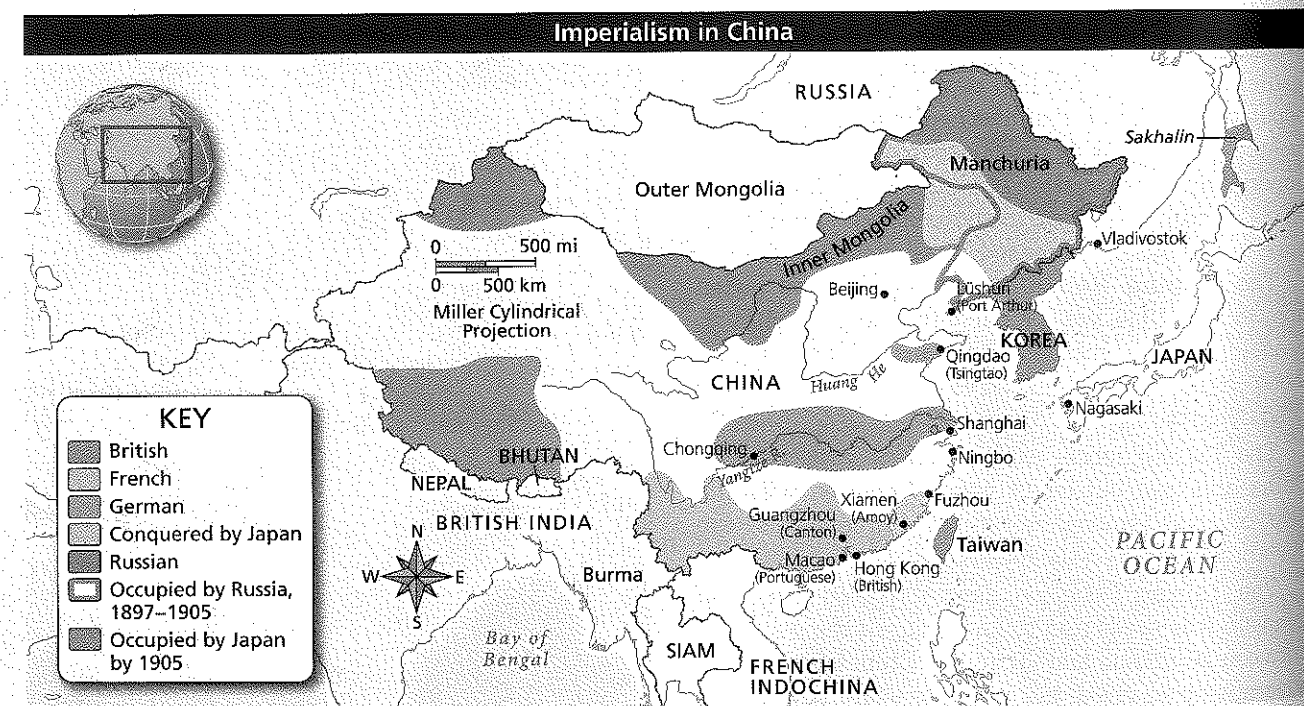 Imperialism in China
RUSSIA
Sakhalin
Manchuria
Outer Mongolia
Inner Mongolia
Vladivostok
0 500 mi
0 500 km
Miller Cylindrical
Projection
Beijing
Lüshun
(Port Arthur)
KOREA
JAPAN
Qingdao
(Tsingtao)
CHINA
Huang He
Nagasaki
KEY
British
French
German
Conquered by Japan
Russian
Occupied by Russia,
1897–1905
Occupied by Japan
by 1905
Shanghai
Chongqing
Yangtze
Ningbo
BHUTAN
NEPAL
Xiamen
(Amoy)
Fuzhou
Guangzhou
(Canton)
BRITISH INDIA
Taiwan
PACIFIC
OCEAN
N
W
E
S
Burma
Macao
(Portuguese)
Hong Kong
(British)
Bay of
Bengal
SIAM
FRENCH
INDOCHINA